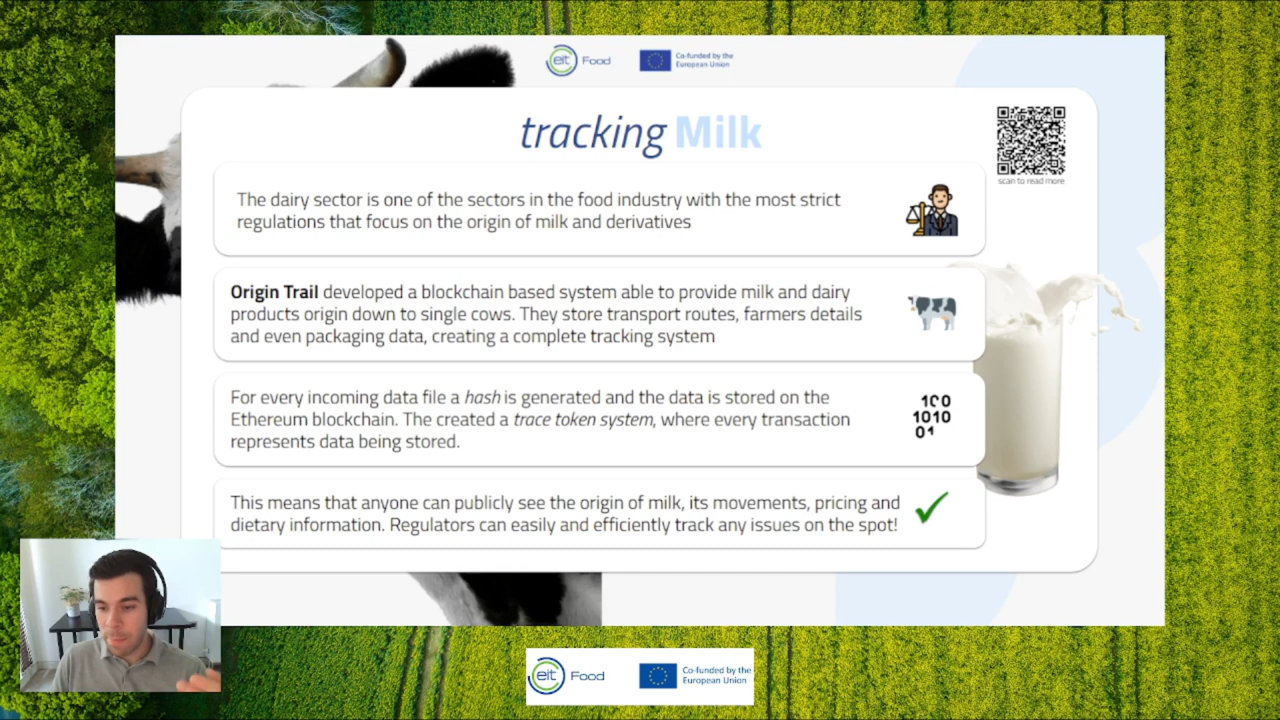 eit Food
Co-funded by the
European Union
tracking Milk
scan to read more
The dairy sector is one of the sectors in the food industry with the most strict
regulations that focus on the origin of milk and derivatives
Origin Trail developed a blockchain based system able to provide milk and dairy
products origin down to single cows. They store transport routes, farmers details
and even packaging data, creating a complete tracking system
For every incoming data file a hash is generated and the data is stored on the
Ethereum blockchain. The created a trace token system, where every transaction
represents data being stored.
100
1010
01
This means that anyone can publicly see the origin of milk, its movements, pricing and
dietary information. Regulators can easily and efficiently track any issues on the spot!
eit Food
Co-funded by the
European Union